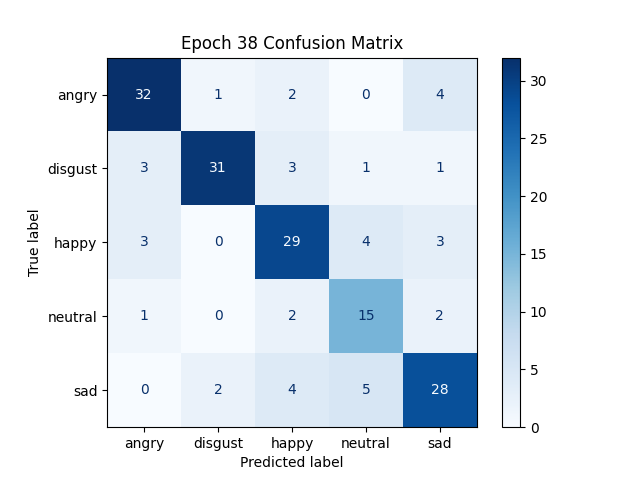 Epoch 38 Confusion Matrix
True label
angry 32 1 2 0 4
disgust 3 31 3 1 1
happy 3 0 29 4 3
neutral 1 0 2 15 2
sad 0 2 4 5 28
angry disgust happy neutral sad
Predicted label
30
25
20
15
10
5
0